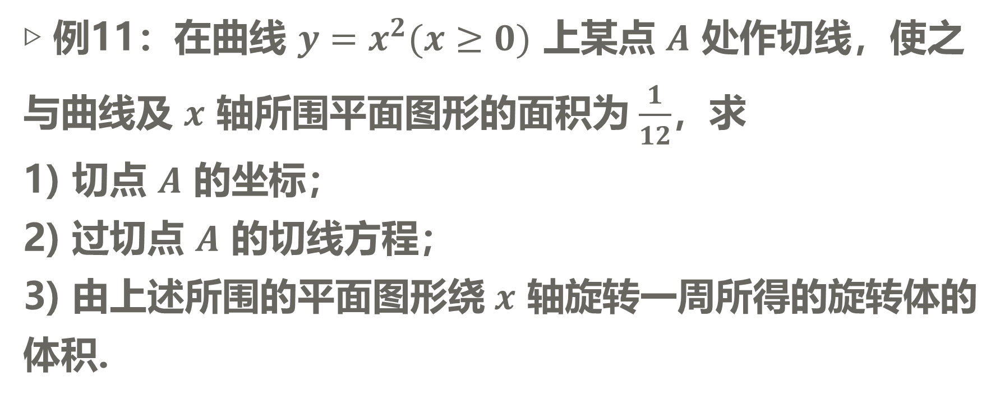 ▷ 例11：在曲线 y = x²(x ≥ 0) 上某点 A 处作切线，使之
与曲线及 x 轴所围平面图形的面积为 1/12，求
1) 切点 A 的坐标；
2) 过切点 A 的切线方程；
3) 由上述所围的平面图形绕 x 轴旋转一周所得的旋转体的
体积.